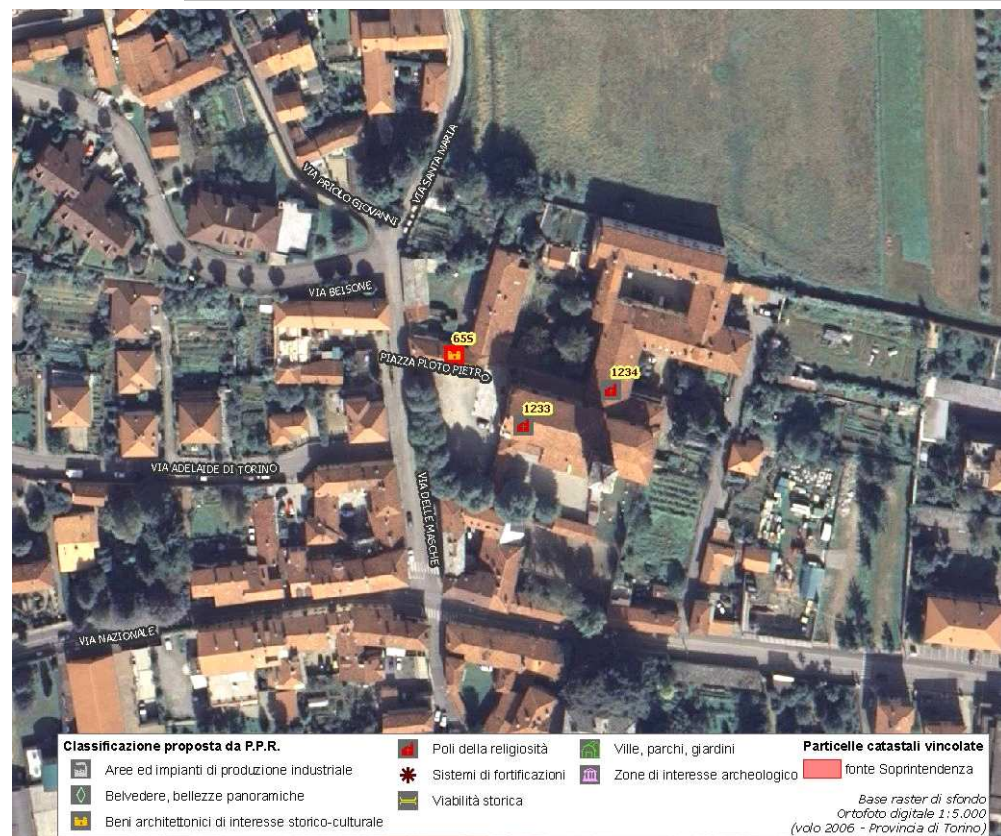 VIA SANTA MARIA
VIA PRIOLO GIOVANNI
VIA BEISONE
655
PIAZZA PLOTO PIETRO
1234
1233
VIA ADELAIDE DI TORINO
VIA DELLE MASCHE
VIA NAZIONALE
Classificazione proposta da P.P.R.
Aree ed impianti di produzione industriale
Belvedere, bellezze panoramiche
Beni architettonici di interesse storico-culturale
Poli della religiosità
Sistemi di fortificazioni
Viabilità storica
Ville, parchi, giardini
Zone di interesse archeologico
Particelle catastali vincolate
fonte Soprintendenza
Base raster di sfondo
Ortofoto digitale 1:5.000
(volo 2006 - Provincia di Torino)